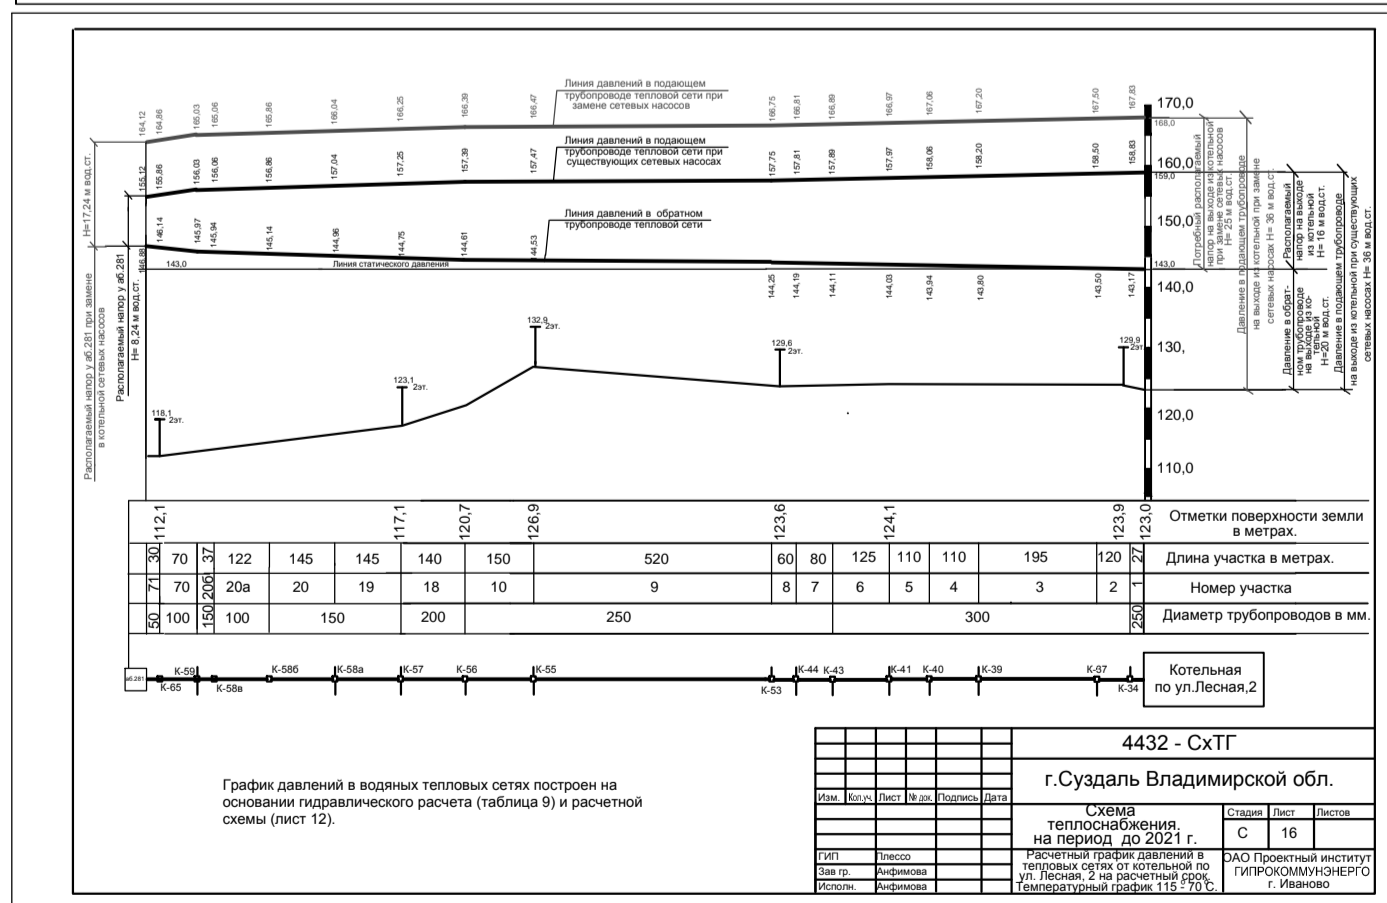 Линия давлений в подающем
трубопроводе тепловой сети при
замене сетевых насосов
164,12 164,86 165,03 165,06 165,86 166,04 166,25 166,39 166,47 166,75 166,81 166,89 166,97 167,06 167,20 167,50 167,83
170,0
168,0
Линия давлений в подающем
трубопроводе тепловой сети при
существующих сетевых насосах
155,12 155,86 156,03 156,06 156,86 157,04 157,25 157,39 157,47 157,75 157,81 157,89 157,97 158,06 158,20 158,50 158,83
160,0
159,0
Линия давлений в обратном
трубопроводе тепловой сети
146,88 146,14 145,97 145,94 145,14 144,96 144,75 144,61 144,53 144,25 144,19 144,11 144,03 143,94 143,80 143,50 143,17
150,0
143,0
Линия статического давления
143,0
140,0
130,
120,0
110,0
Располагаемый напор у аб.281 при замене
в котельной сетевых насосов
Н=17,24 м вод.ст.
Располагаемый напор у аб.281
Н= 8,24 м вод.ст.
Потребный располагаемый
напор на выходе из котельной
при замене сетевых насосов
Н= 25 м вод.ст.
Давление в подающем трубопроводе
на выходе из котельной при замене
сетевых насосах Н= 36 м вод.ст.
Располагаемый
напор на выходе
из котельной
Н= 16 м вод.ст.
Давление в обрат-
ном трубопроводе
на выходе из ко-
тельной
Н=20 м вод.ст.
Давление в подающем трубопроводе
на выходе из котельной при существующих
сетевых насосах Н= 36 м вод.ст.
118,1
2эт.
123,1
2эт.
132,9
2эт.
129,6
2эт.
129,9
2эт.
112,1 117,1 120,7 126,9 123,6 124,1 123,9 123,0
Отметки поверхности земли
в метрах.
30 70 37 122 145 145 140 150 520 60 80 125 110 110 195 120 27 Длина участка в метрах.
71 70 20б 20а 20 19 18 10 9 8 7 6 5 4 3 2 1 Номер участка
50 100 150 100 150 200 250 300 250 Диаметр трубопроводов в мм.
аб.281 К-65 К-59 К-58в К-58б К-58а К-57 К-56 К-55 К-53 К-44 К-43 К-41 К-40 К-39 К-37 К-34
Котельная
по ул.Лесная,2
График давлений в водяных тепловых сетях построен на
основании гидравлического расчета (таблица 9) и расчетной
схемы (лист 12).
4432 - СхТГ
г.Суздаль Владимирской обл.
Изм. Кол.уч. Лист № док. Подпись Дата
Схема
теплоснабжения.
на период до 2021 г.
Стадия Лист Листов
С 16
ГИП Плессо
Зав гр. Анфимова
Исполн. Анфимова
Расчетный график давлений в
тепловых сетях от котельной по
ул. Лесная, 2 на расчетный срок.
Температурный график 115 - 70 °С.
ОАО Проектный институт
ГИПРОКОММУНЭНЕРГО
г. Иваново